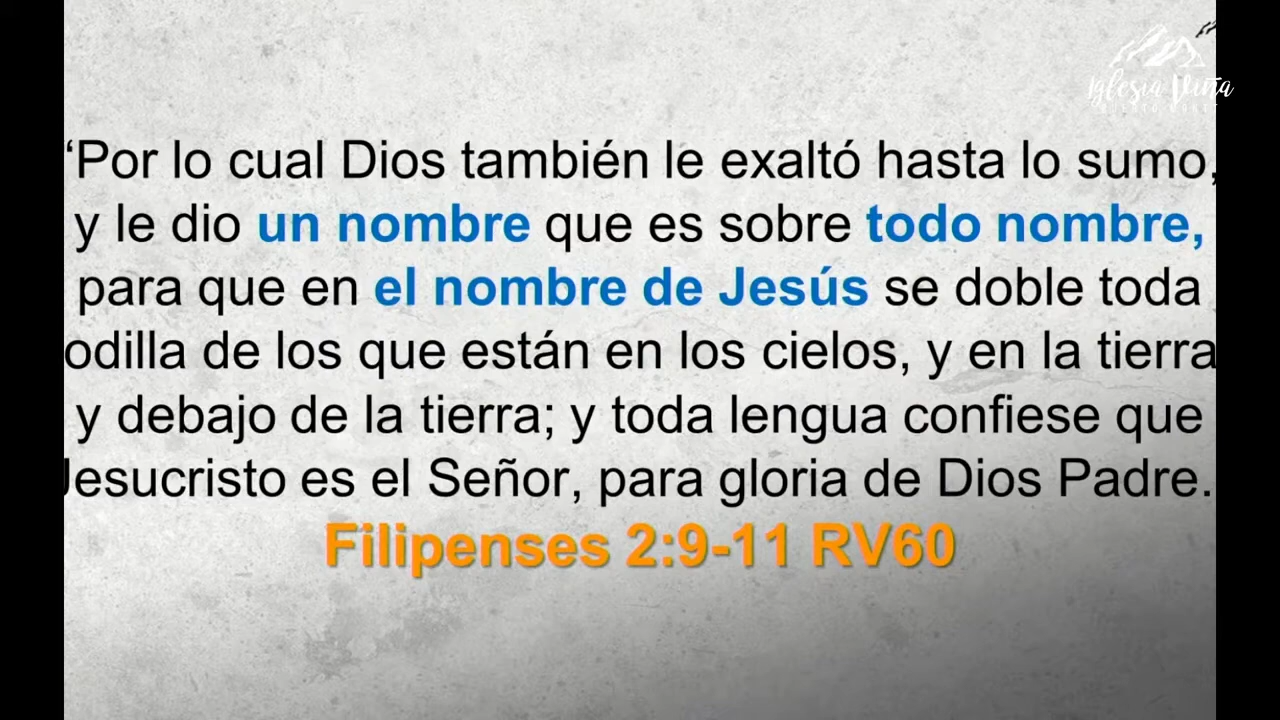 Iglesia Viña
“Por lo cual Dios también le exaltó hasta lo sumo,
y le dio un nombre que es sobre todo nombre,
para que en el nombre de Jesús se doble toda
odilla de los que están en los cielos, y en la tierra
y debajo de la tierra; y toda lengua confiese que
Jesucristo es el Señor, para gloria de Dios Padre.
Filipenses 2:9-11 RV60